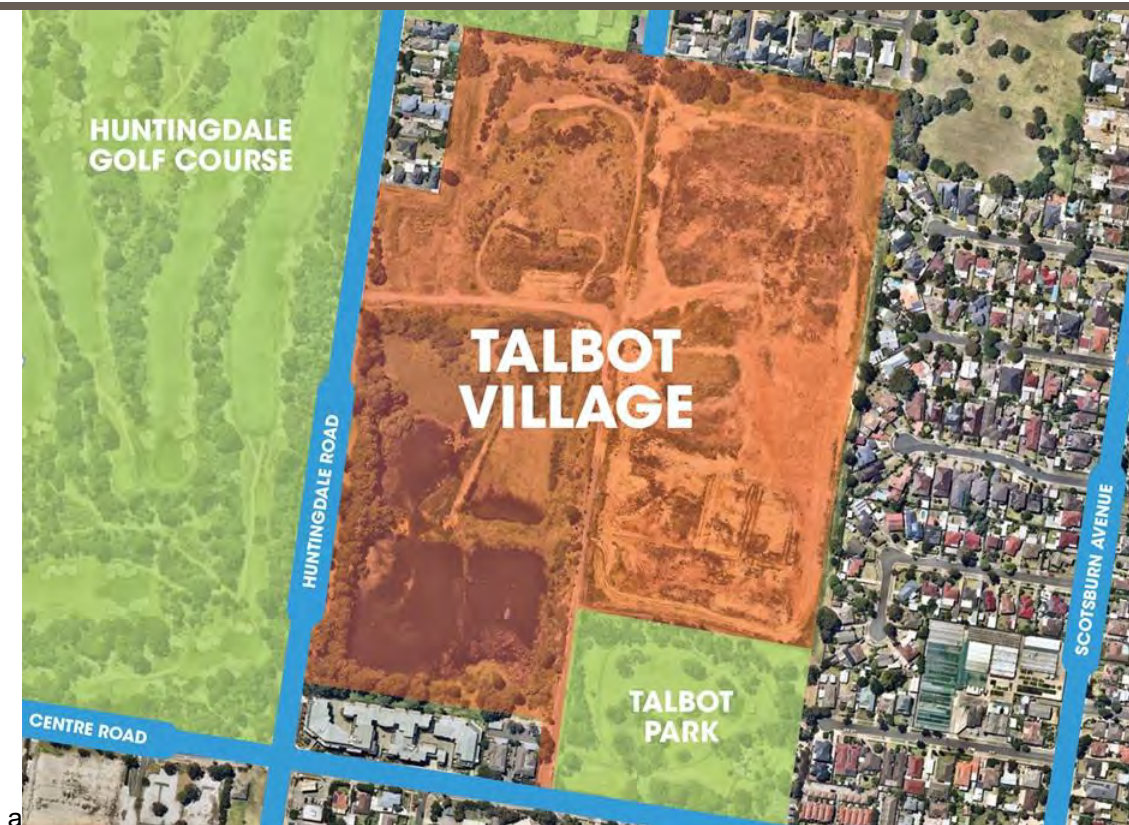 HUNTINGDALE
GOLF COURSE
TALBOT
VILLAGE
HUNTINGDALE ROAD
SCOTSBURN AVENUE
TALBOT
PARK
CENTRE ROAD
a